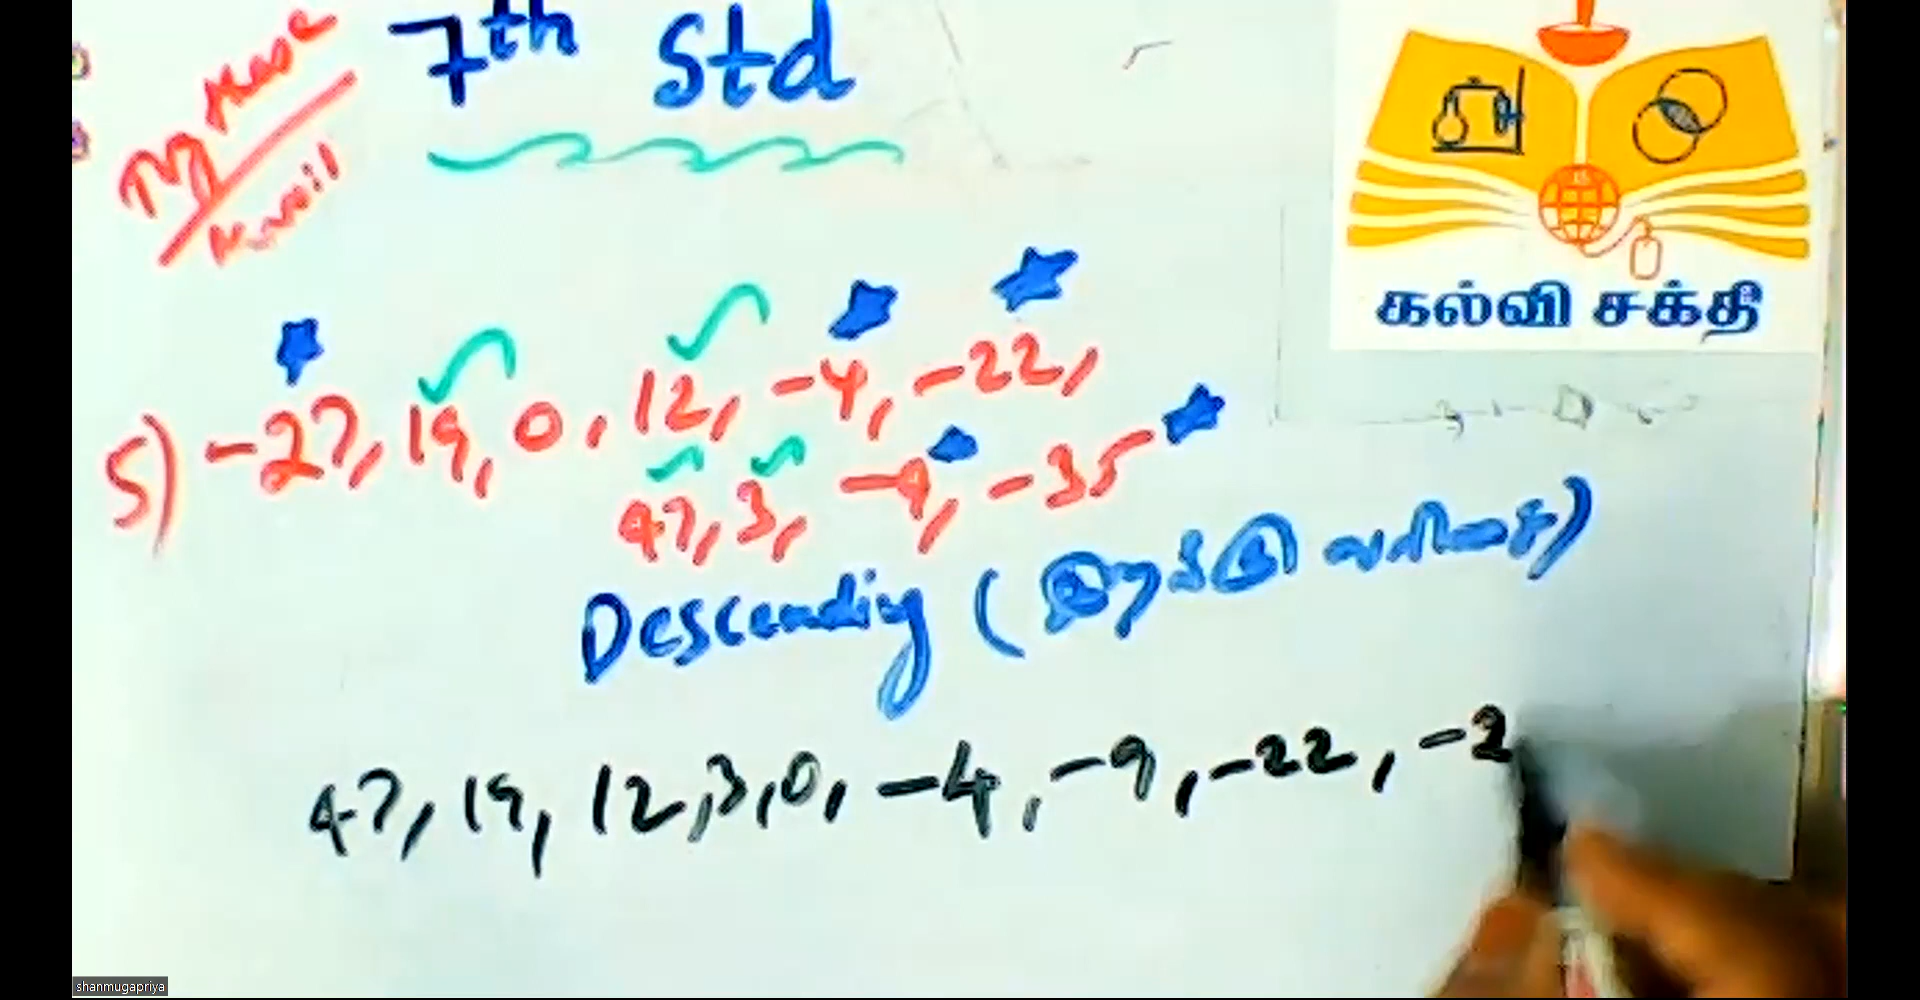 7th Std
கல்வி சக்தீ
5) -27, 19, 0, 12, -4, -22,
47, 3, -9, -35
Descending (இறங்கு வரிசை)
47, 19, 12, 3, 0, -4, -9, -22, -2
shanmugapriya